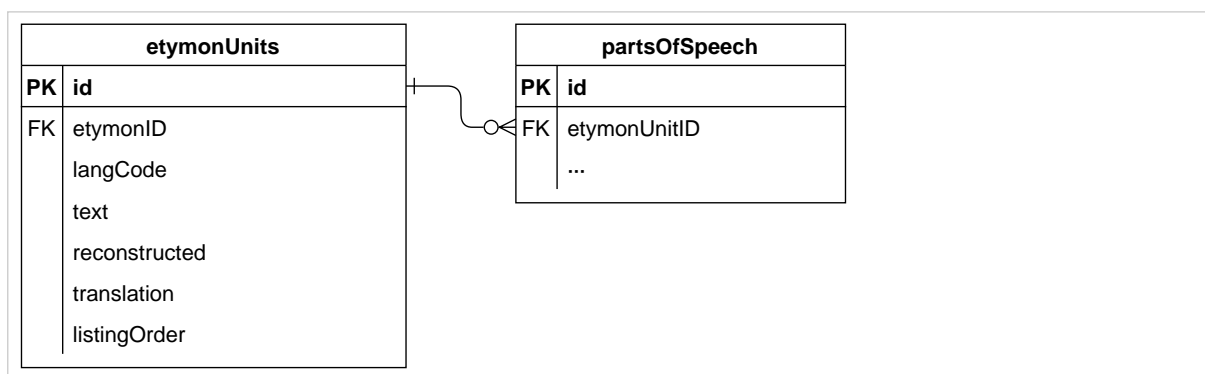 etymonUnits
PK id
FK etymonID
langCode
text
reconstructed
translation
listingOrder
partsOfSpeech
PK id
FK etymonUnitID
...